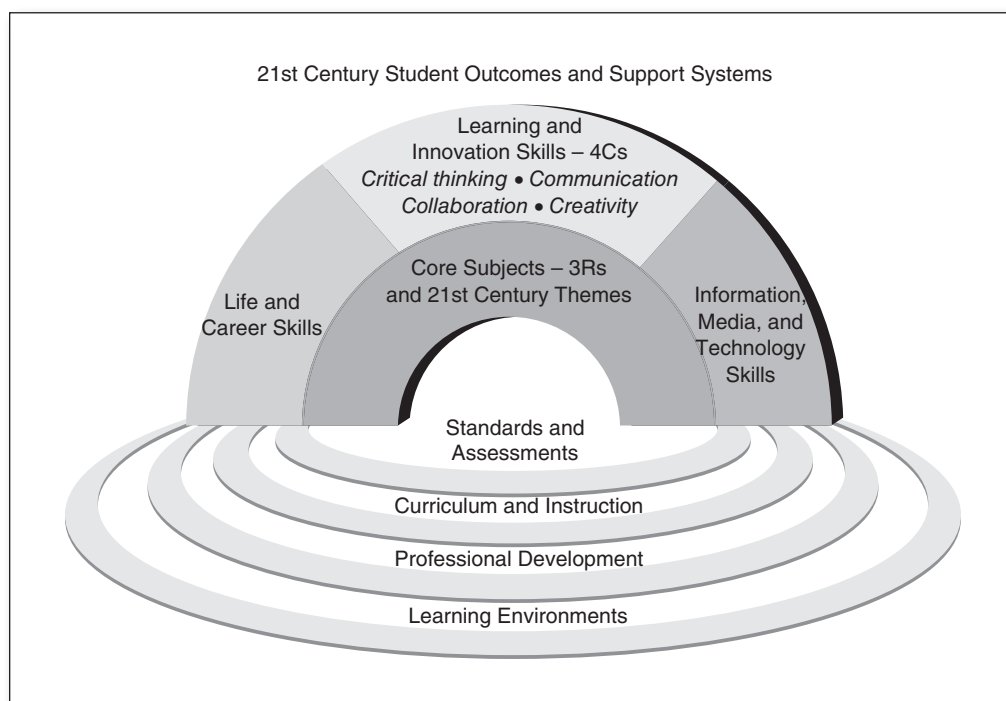 21st Century Student Outcomes and Support Systems
Learning and
Innovation Skills – 4Cs
Critical thinking • Communication
Collaboration • Creativity
Core Subjects – 3Rs
and 21st Century Themes
Life and
Career Skills
Information,
Media, and
Technology
Skills
Standards and
Assessments
Curriculum and Instruction
Professional Development
Learning Environments